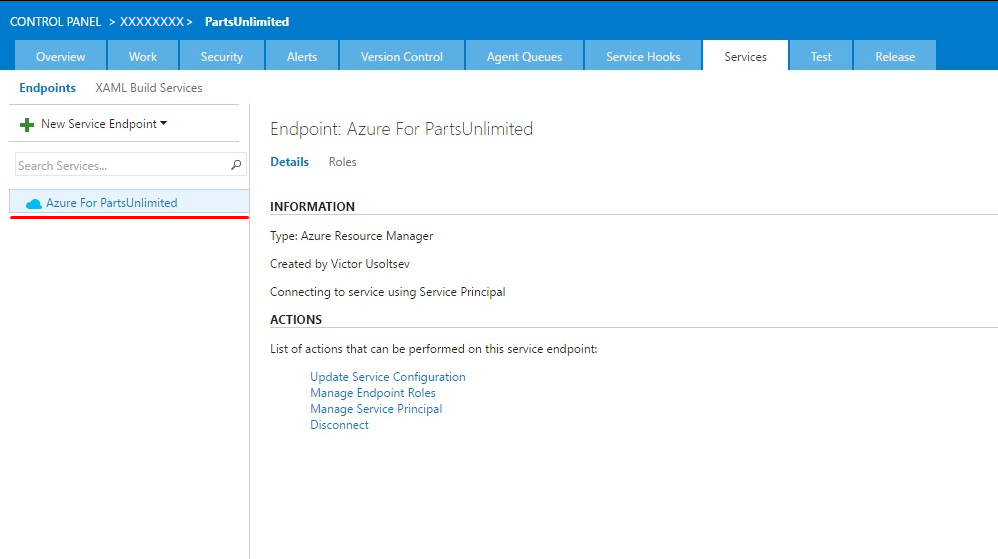 CONTROL PANEL > XXXXXXXX > PartsUnlimited
Overview Work Security Alerts Version Control Agent Queues Service Hooks Services Test Release
Endpoints XAML Build Services
New Service Endpoint
Search Services...
Azure For PartsUnlimited
Endpoint: Azure For PartsUnlimited
Details Roles
INFORMATION
Type: Azure Resource Manager
Created by Victor Usoltsev
Connecting to service using Service Principal
ACTIONS
List of actions that can be performed on this service endpoint:
Update Service Configuration
Manage Endpoint Roles
Manage Service Principal
Disconnect